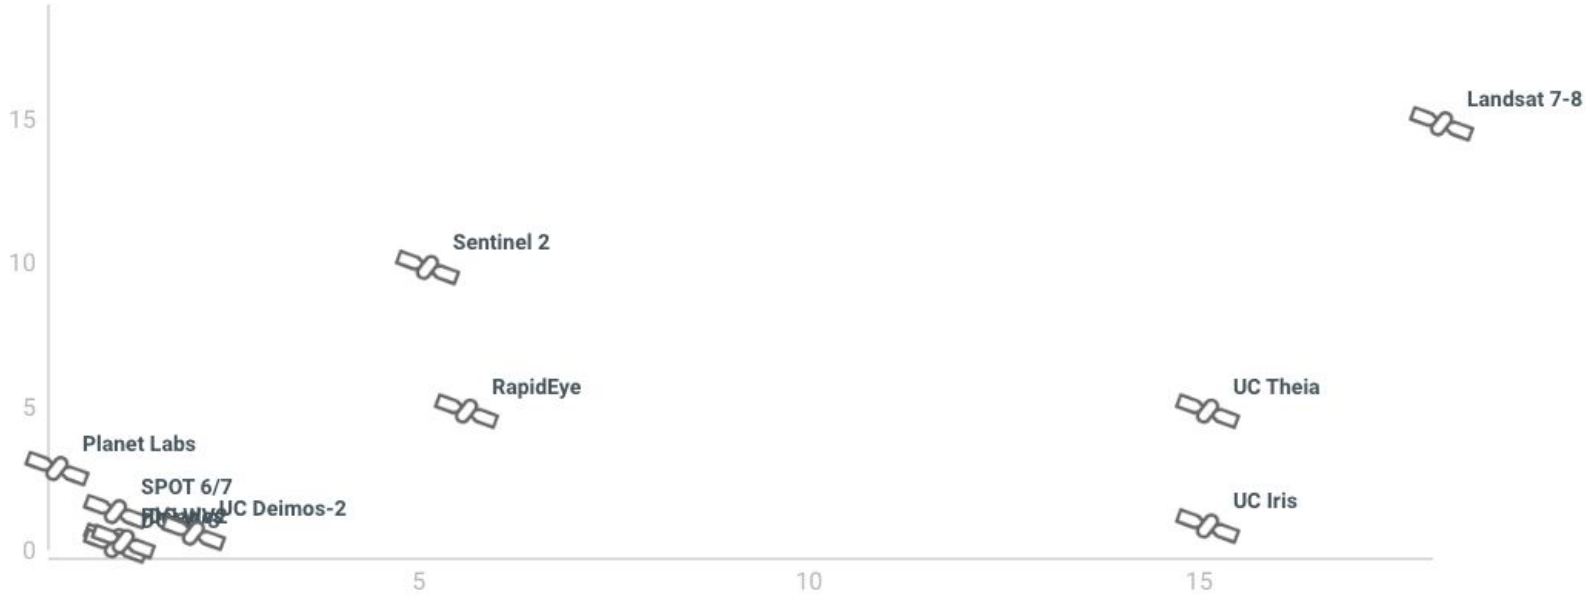 Landsat 7-8
15
Sentinel 2
10
RapidEye
UC Theia
5
Planet Labs
SPOT 6/7
UC Iris
UC Deimos-2
0
5
10
15